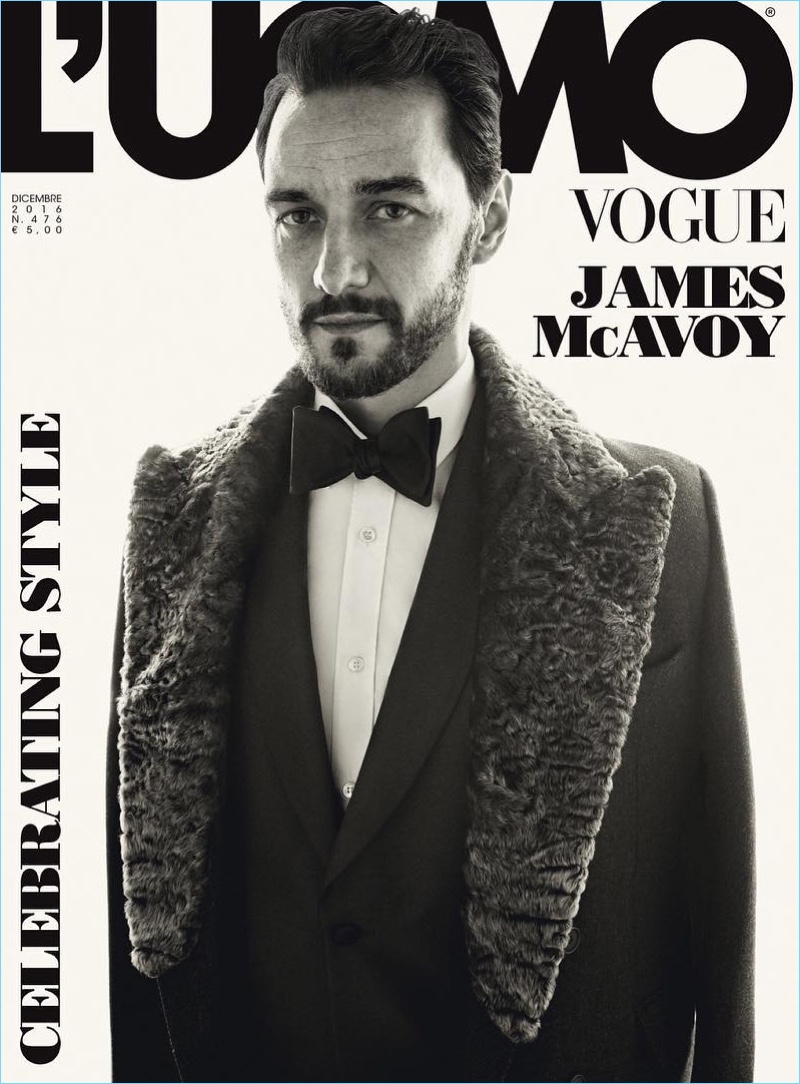 L'UOMO
®
VOGUE
DICEMBRE
2016
N. 476
€ 5,00
JAMES
McAVOY
CELEBRATING STYLE